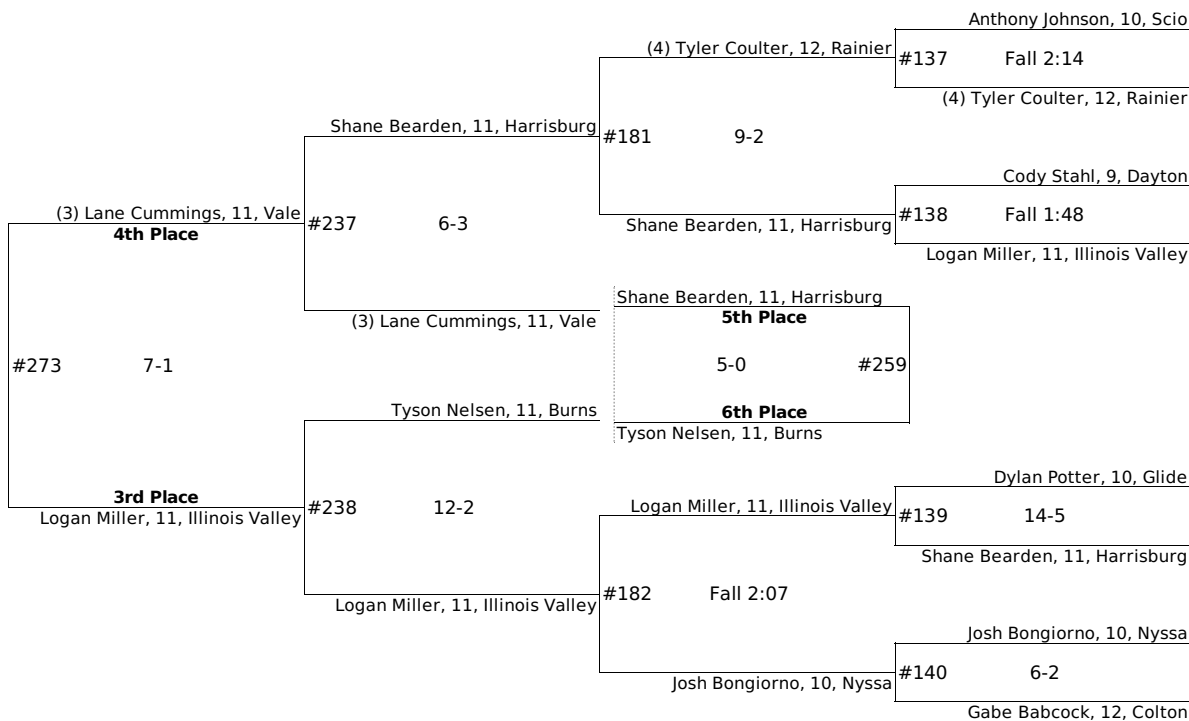 Anthony Johnson, 10, Scio
(4) Tyler Coulter, 12, Rainier
#137 Fall 2:14
(4) Tyler Coulter, 12, Rainier
Shane Bearden, 11, Harrisburg
#181 9-2
Cody Stahl, 9, Dayton
(3) Lane Cummings, 11, Vale
4th Place
#237 6-3
Shane Bearden, 11, Harrisburg
#138 Fall 1:48
Logan Miller, 11, Illinois Valley
Shane Bearden, 11, Harrisburg
5th Place
(3) Lane Cummings, 11, Vale
#273 7-1
5-0 #259
Tyson Nelsen, 11, Burns
6th Place
Tyson Nelsen, 11, Burns
Dylan Potter, 10, Glide
3rd Place
Logan Miller, 11, Illinois Valley
#238 12-2
Logan Miller, 11, Illinois Valley
#139 14-5
Shane Bearden, 11, Harrisburg
Logan Miller, 11, Illinois Valley
#182 Fall 2:07
Josh Bongiorno, 10, Nyssa
Josh Bongiorno, 10, Nyssa
#140 6-2
Gabe Babcock, 12, Colton